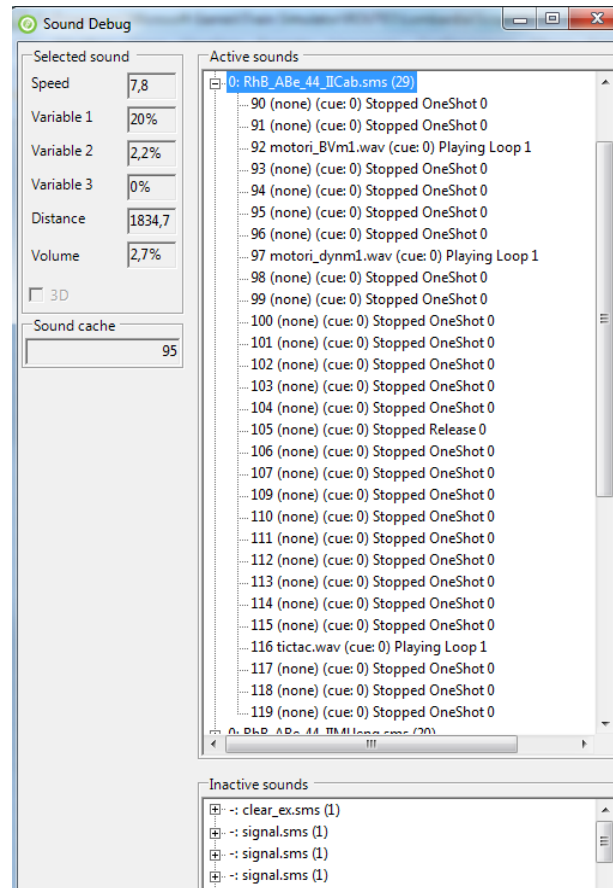 Sound Debug
Selected sound
Speed 7,8
Variable 1 20%
Variable 2 2,2%
Variable 3 0%
Distance 1834,7
Volume 2,7%
3D
Sound cache
95
Active sounds
0: RhB_ABe_44_IICab.sms (29)
90 (none) (cue: 0) Stopped OneShot 0
91 (none) (cue: 0) Stopped OneShot 0
92 motori_BVm1.wav (cue: 0) Playing Loop 1
93 (none) (cue: 0) Stopped OneShot 0
94 (none) (cue: 0) Stopped OneShot 0
95 (none) (cue: 0) Stopped OneShot 0
96 (none) (cue: 0) Stopped OneShot 0
97 motori_dynm1.wav (cue: 0) Playing Loop 1
98 (none) (cue: 0) Stopped OneShot 0
99 (none) (cue: 0) Stopped OneShot 0
100 (none) (cue: 0) Stopped OneShot 0
101 (none) (cue: 0) Stopped OneShot 0
102 (none) (cue: 0) Stopped OneShot 0
103 (none) (cue: 0) Stopped OneShot 0
104 (none) (cue: 0) Stopped OneShot 0
105 (none) (cue: 0) Stopped Release 0
106 (none) (cue: 0) Stopped OneShot 0
107 (none) (cue: 0) Stopped OneShot 0
109 (none) (cue: 0) Stopped OneShot 0
110 (none) (cue: 0) Stopped OneShot 0
111 (none) (cue: 0) Stopped OneShot 0
112 (none) (cue: 0) Stopped OneShot 0
113 (none) (cue: 0) Stopped OneShot 0
114 (none) (cue: 0) Stopped OneShot 0
115 (none) (cue: 0) Stopped OneShot 0
116 tictac.wav (cue: 0) Playing Loop 1
117 (none) (cue: 0) Stopped OneShot 0
118 (none) (cue: 0) Stopped OneShot 0
119 (none) (cue: 0) Stopped OneShot 0
Inactive sounds
-: clear_ex.sms (1)
-: signal.sms (1)
-: signal.sms (1)
-: signal.sms (1)